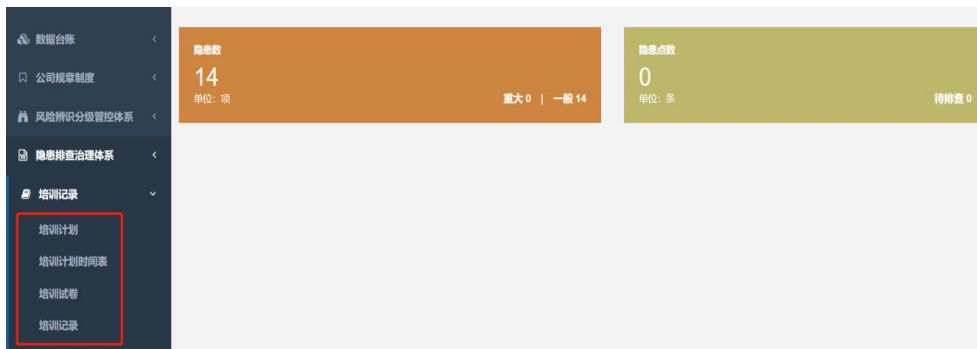 数据台账
公司规章制度
风险辨识分级管控体系
隐患排查治理体系
培训记录
培训计划
培训计划时间表
培训试卷
培训记录
隐患数
14
单位: 项
重大 0 | 一般 14
隐患点数
0
单位: 条
待排查 0